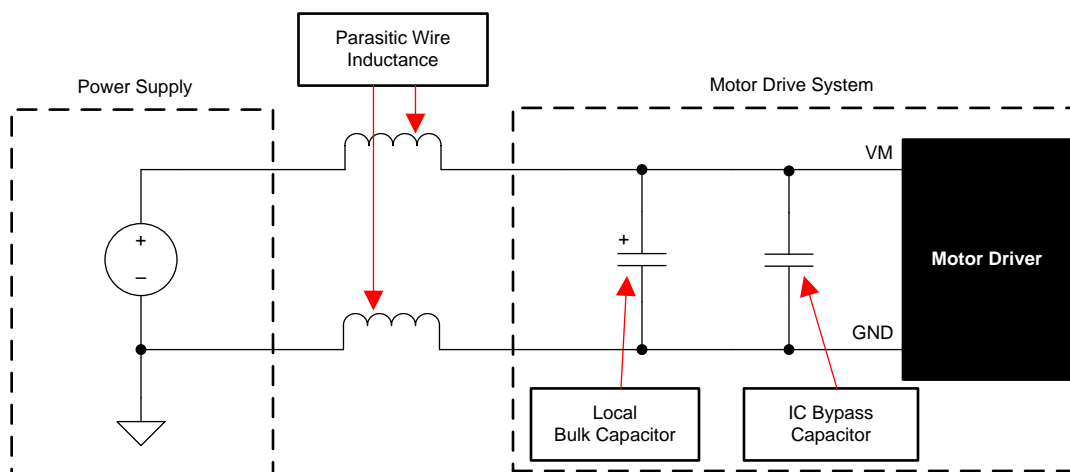 Parasitic Wire
Inductance
Power Supply
Motor Drive System
VM
+
–
+
Motor Driver
GND
Local
Bulk Capacitor
IC Bypass
Capacitor